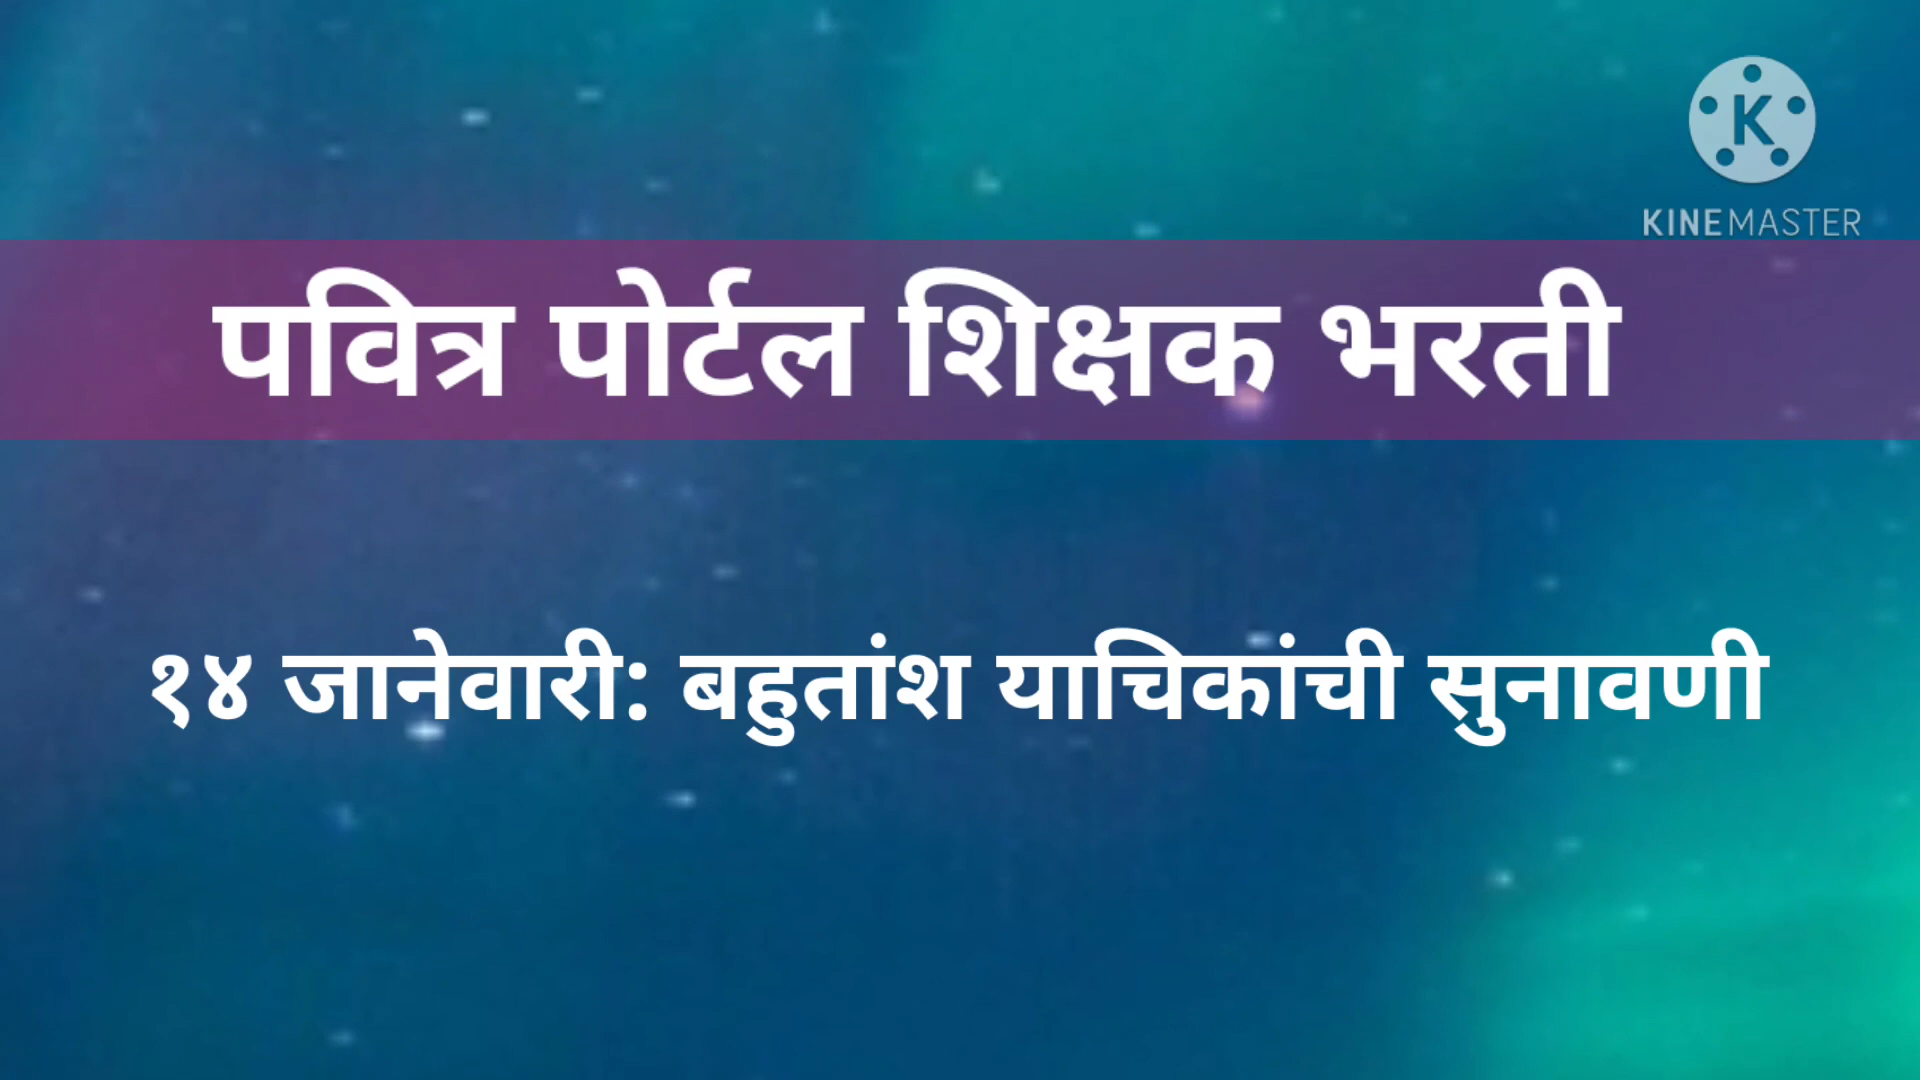 KINEMASTER
पवित्र पोर्टल शिक्षक भरती
१४ जानेवारी: बहुतांश याचिकांची सुनावणी